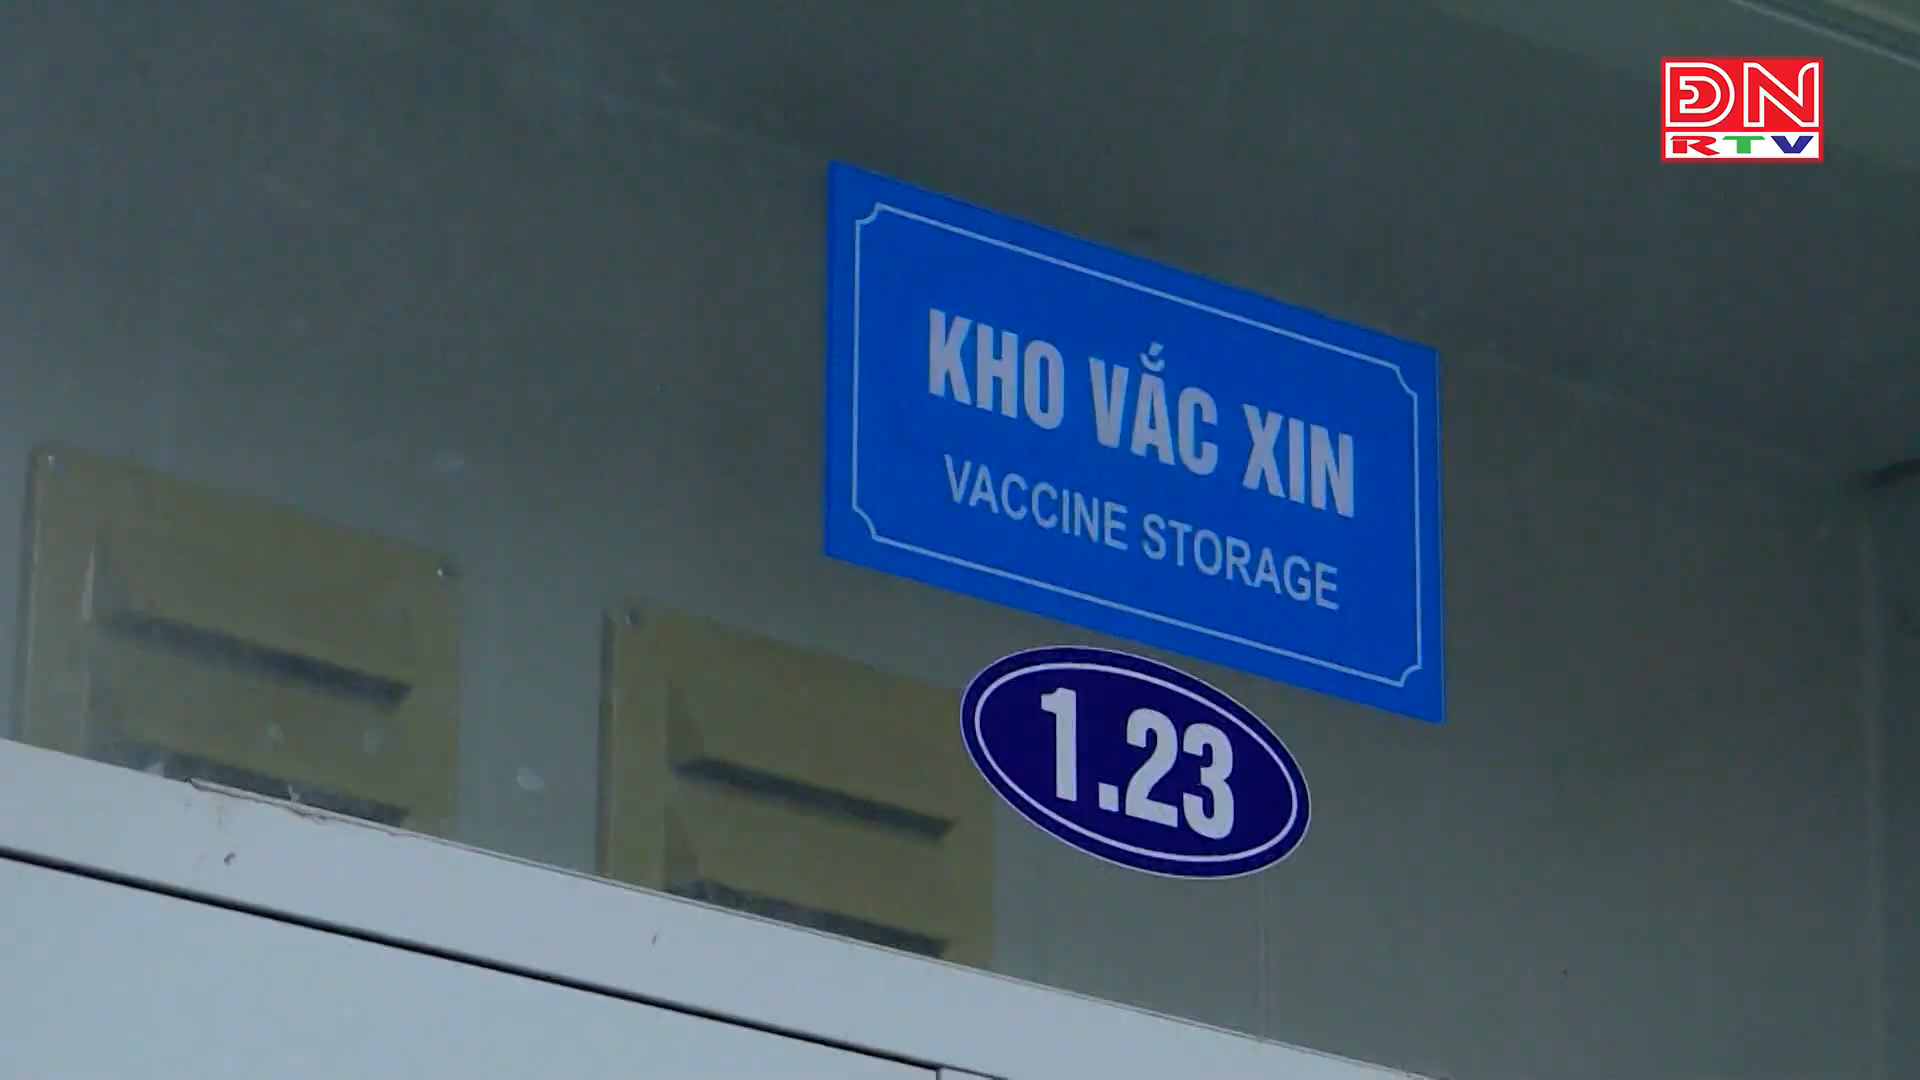 ĐN
RTV
KHO VẮC XIN
VACCINE STORAGE
1.23